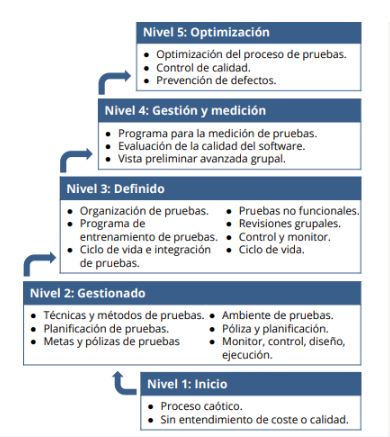 Nivel 5: Optimización
● Optimización del proceso de pruebas.
● Control de calidad.
● Prevención de defectos.
Nivel 4: Gestión y medición
● Programa para la medición de pruebas.
● Evaluación de la calidad del software.
● Vista preliminar avanzada grupal.
Nivel 3: Definido
● Organización de pruebas.
● Programa de
entrenamiento de pruebas.
● Ciclo de vida e integración
de pruebas.
● Pruebas no funcionales.
● Revisiones grupales.
● Control y monitor.
● Ciclo de vida.
Nivel 2: Gestionado
● Técnicas y métodos de pruebas.
● Planificación de pruebas.
● Metas y pólizas de pruebas
● Ambiente de pruebas.
● Póliza y planificación.
● Monitor, control, diseño,
ejecución.
Nivel 1: Inicio
● Proceso caótico.
● Sin entendimiento de coste o calidad.